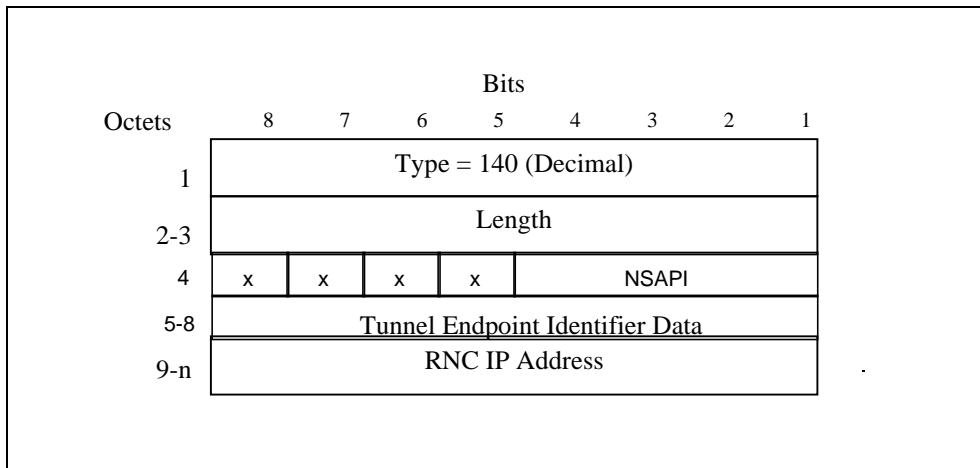 Bits
Octets 8 7 6 5 4 3 2 1
1 Type = 140 (Decimal)
2-3 Length
4 x x x x NSAPI
5-8 Tunnel Endpoint Identifier Data
9-n RNC IP Address